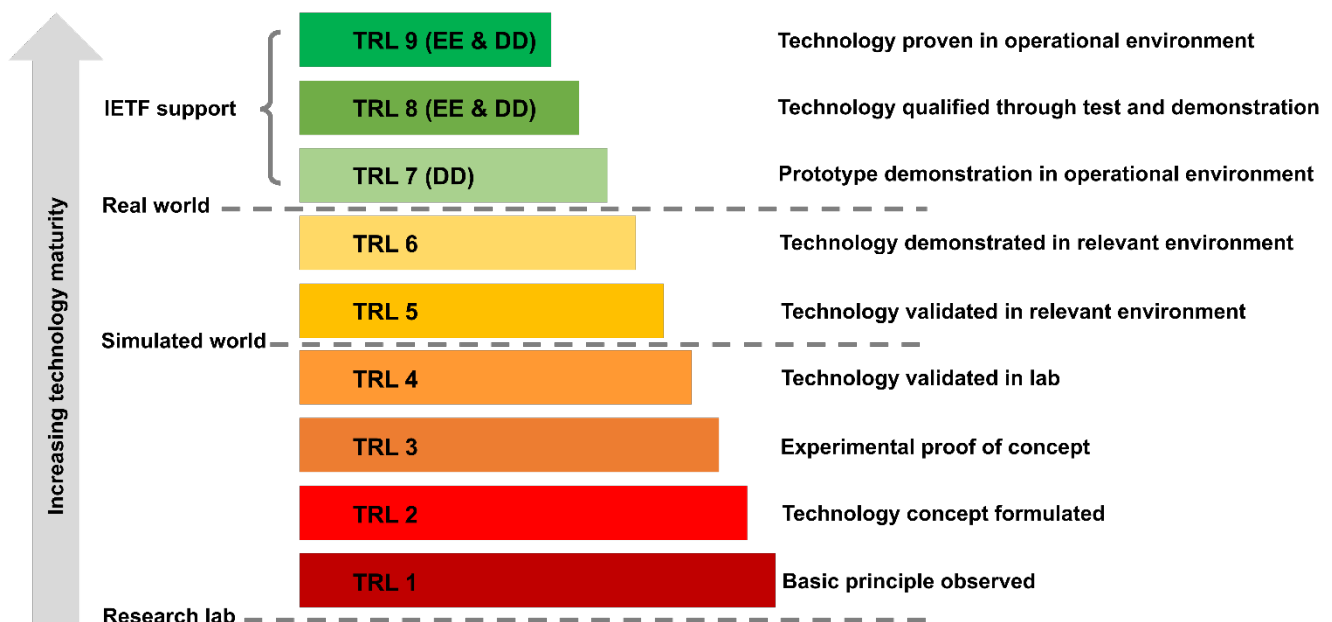 TRL 9 (EE & DD)
Technology proven in operational environment
IETF support
TRL 8 (EE & DD)
Technology qualified through test and demonstration
TRL 7 (DD)
Prototype demonstration in operational environment
Real world
TRL 6
Technology demonstrated in relevant environment
TRL 5
Technology validated in relevant environment
Simulated world
TRL 4
Technology validated in lab
TRL 3
Experimental proof of concept
TRL 2
Technology concept formulated
TRL 1
Basic principle observed
Research lab
Increasing technology maturity